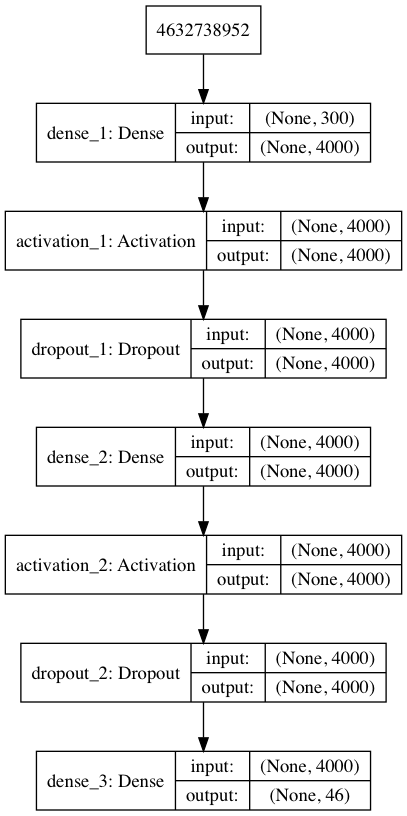 4632738952
dense_1: Dense
input: (None, 300)
output: (None, 4000)
activation_1: Activation
input: (None, 4000)
output: (None, 4000)
dropout_1: Dropout
input: (None, 4000)
output: (None, 4000)
dense_2: Dense
input: (None, 4000)
output: (None, 4000)
activation_2: Activation
input: (None, 4000)
output: (None, 4000)
dropout_2: Dropout
input: (None, 4000)
output: (None, 4000)
dense_3: Dense
input: (None, 4000)
output: (None, 46)